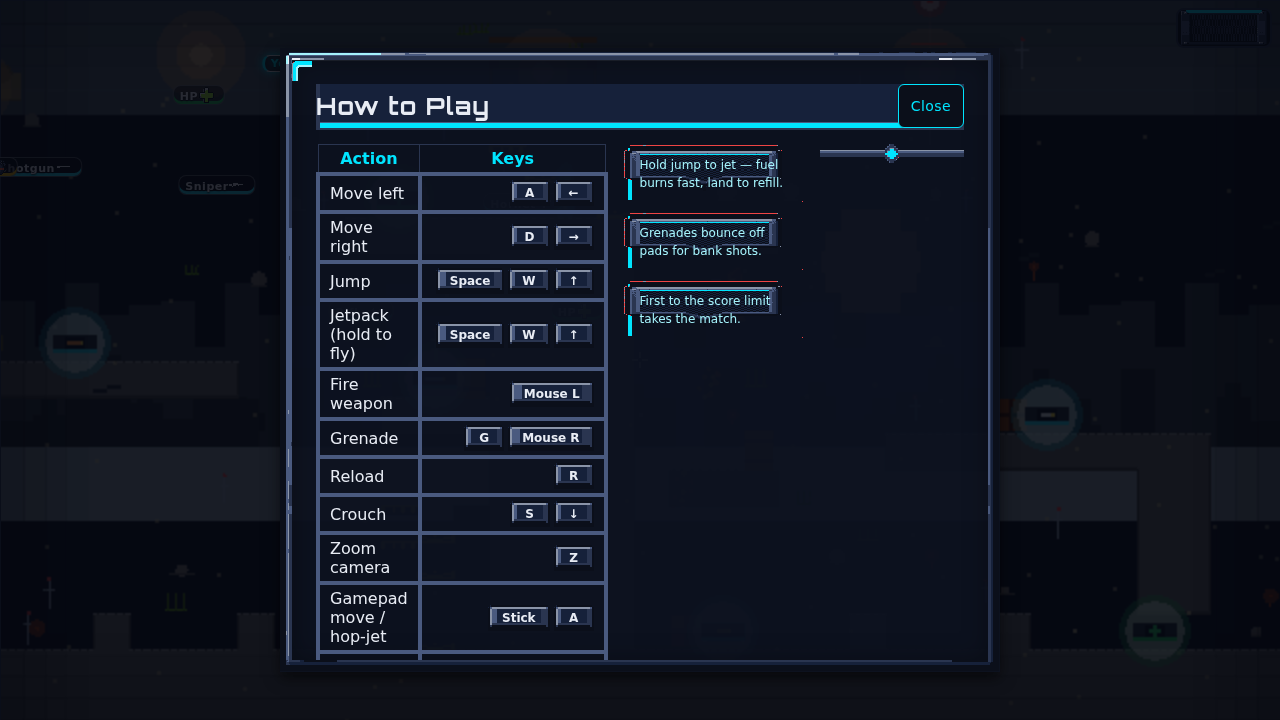 HP
Sniper
How to Play
Close
Action
Keys
Move left
A
←
Move
right
D
→
Jump
Space
W
↑
Jetpack
(hold to
fly)
Space
W
↑
Fire
weapon
Mouse L
Grenade
G
Mouse R
Reload
R
Crouch
S
↓
Zoom
camera
Z
Gamepad
move /
hop-jet
Stick
A
Hold jump to jet — fuel
burns fast, land to refill.
Grenades bounce off
pads for bank shots.
First to the score limit
takes the match.